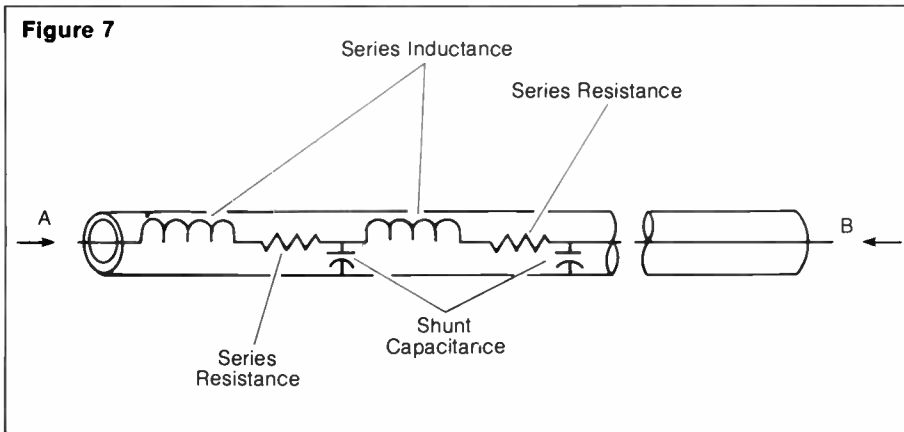 Figure 7
Series Inductance
Series Resistance
A
B
Shunt
Capacitance
Series
Resistance